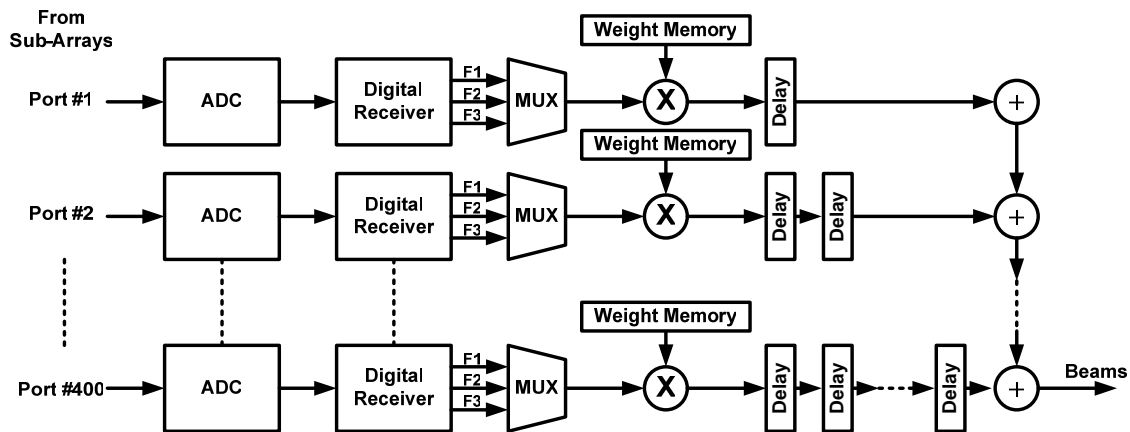 From
Sub-Arrays
Weight Memory
Port #1
ADC
Digital
Receiver
F1
F2
F3
MUX
X
Delay
+
Weight Memory
Port #2
ADC
Digital
Receiver
F1
F2
F3
MUX
X
Delay
Delay
+
Weight Memory
Port #400
ADC
Digital
Receiver
F1
F2
F3
MUX
X
Delay
Delay
Delay
+
Beams